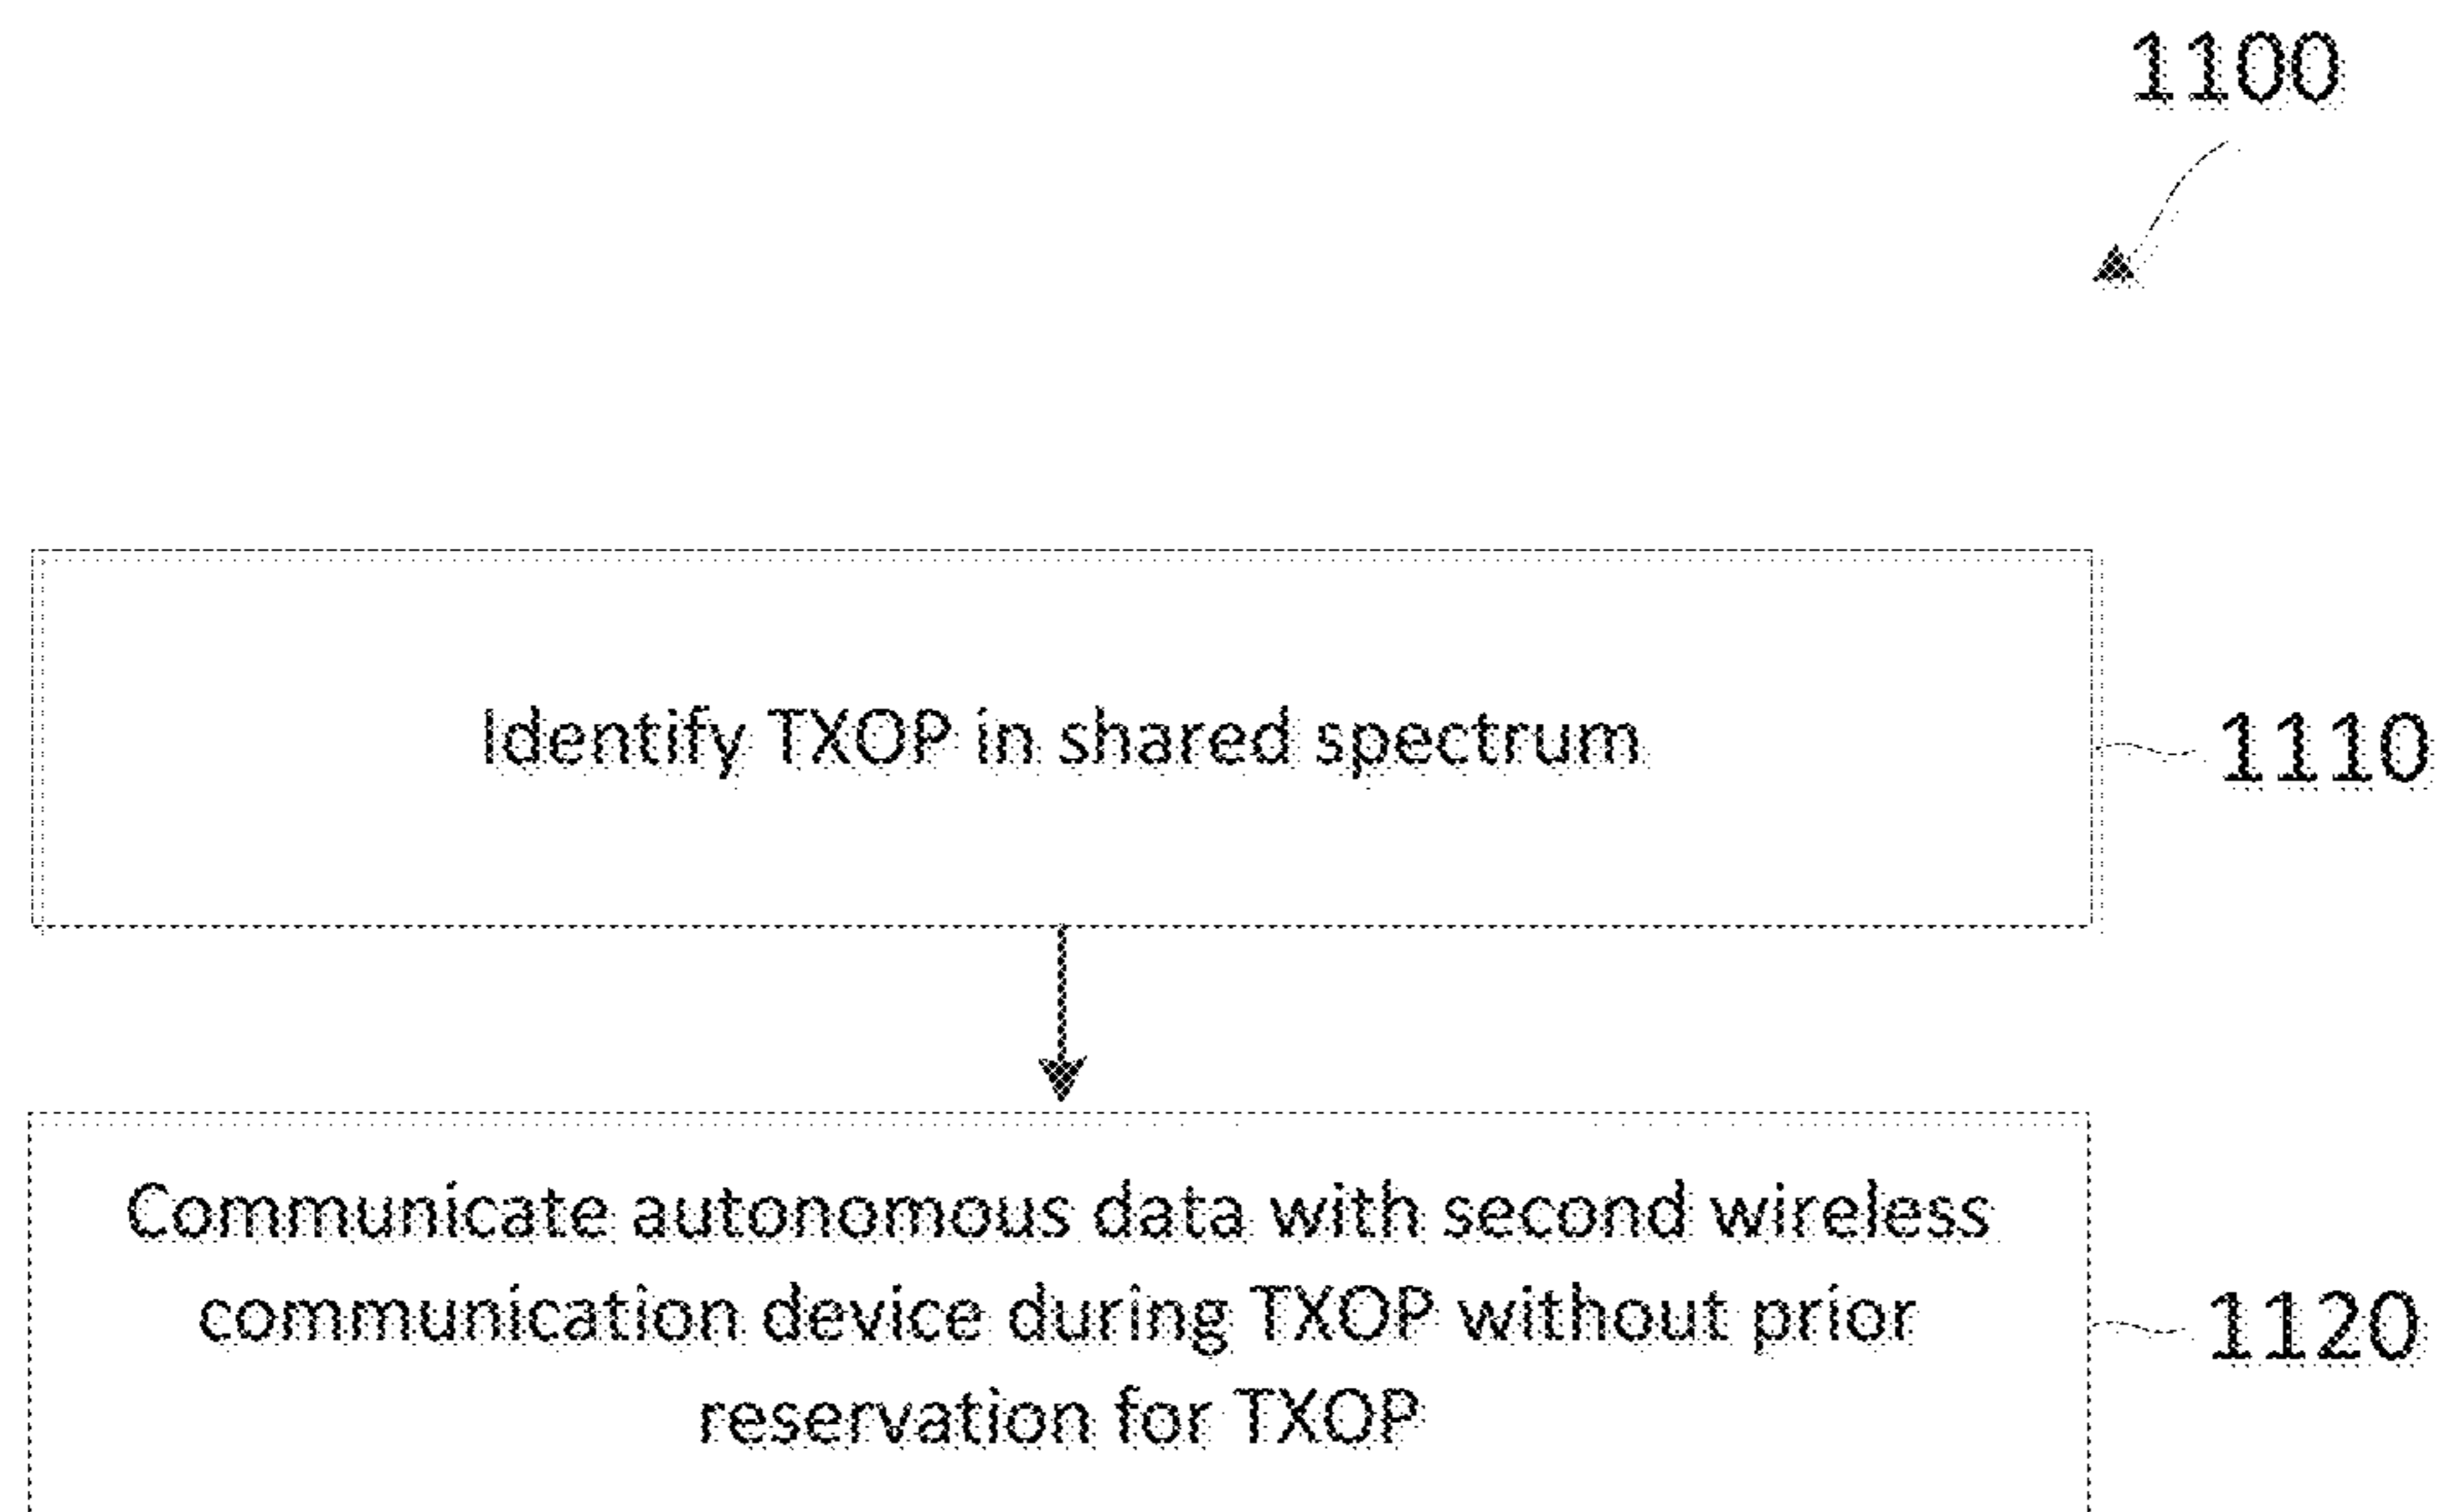 1100
Identify TXOP in shared spectrum
1110
Communicate autonomous data with second wireless
communication device during TXOP without prior
reservation for TXOP
1120